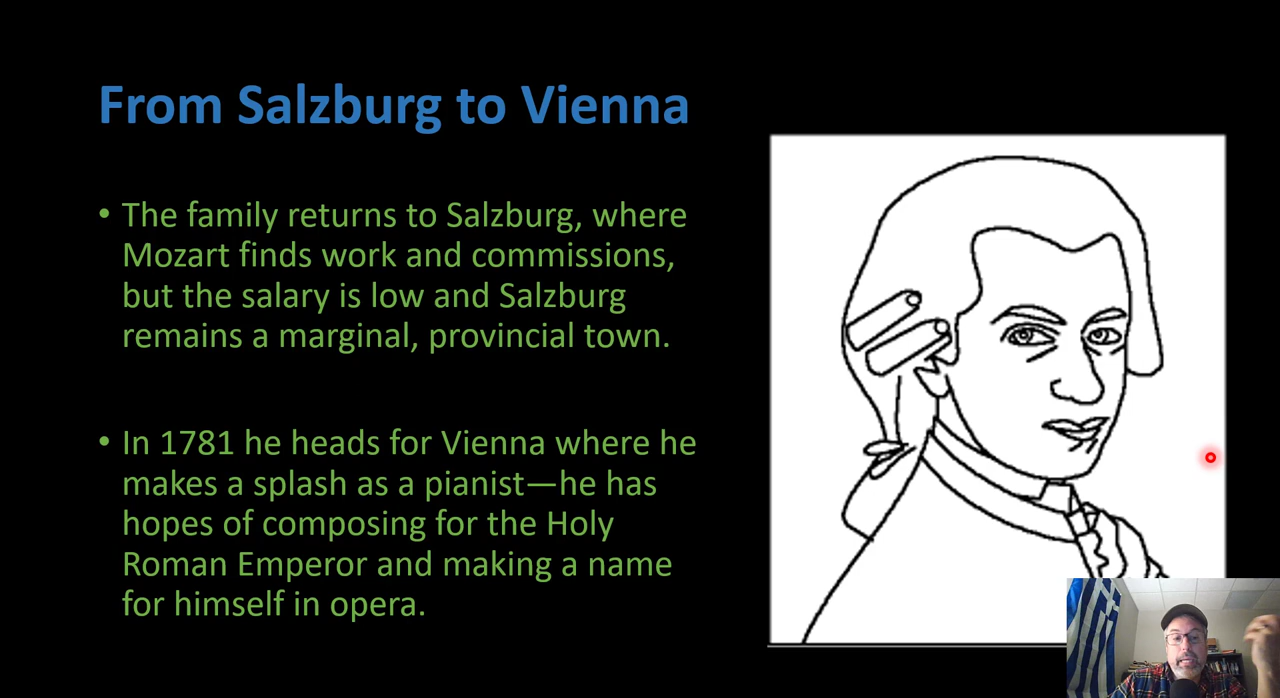 From Salzburg to Vienna
• The family returns to Salzburg, where
Mozart finds work and commissions,
but the salary is low and Salzburg
remains a marginal, provincial town.
• In 1781 he heads for Vienna where he
makes a splash as a pianist—he has
hopes of composing for the Holy
Roman Emperor and making a name
for himself in opera.